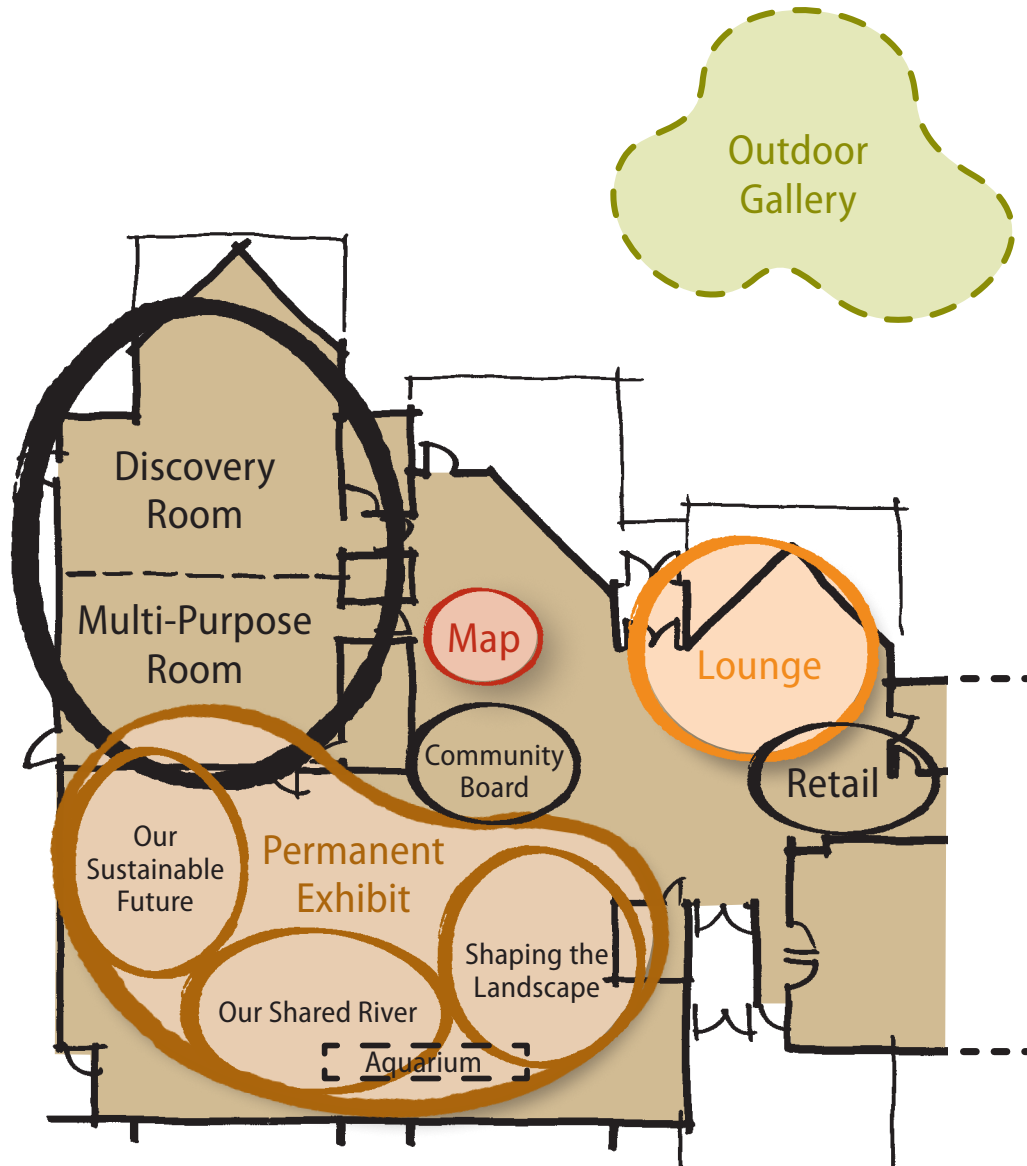 Outdoor
Gallery
Discovery
Room
Multi-Purpose
Room
Map
Lounge
Community
Board
Retail
Our
Sustainable
Future
Permanent
Exhibit
Shaping the
Landscape
Our Shared River
Aquarium